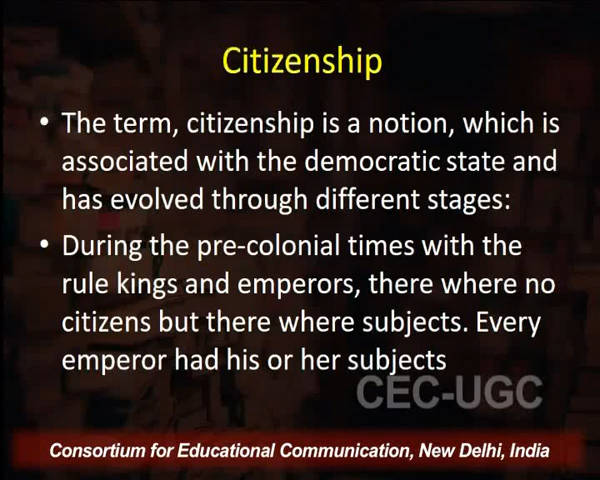 Citizenship
• The term, citizenship is a notion, which is
associated with the democratic state and
has evolved through different stages:
• During the pre-colonial times with the
rule kings and emperors, there where no
citizens but there where subjects. Every
emperor had his or her subjects
CEC-UGC
Consortium for Educational Communication, New Delhi, India